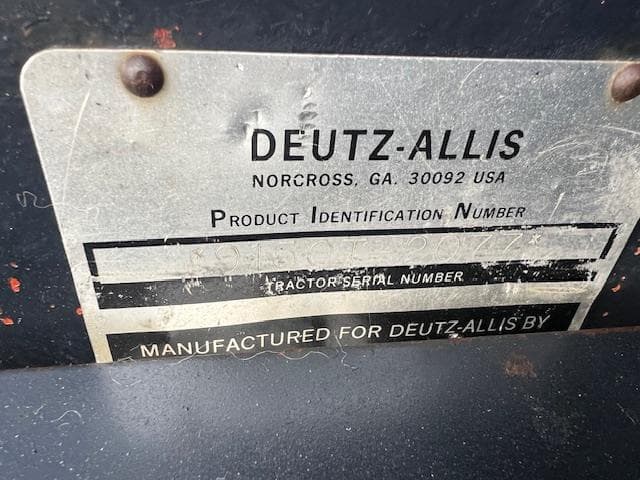 DEUTZ-ALLIS
NORCROSS, GA. 30092 USA
PRODUCT IDENTIFICATION NUMBER
TRACTOR SERIAL NUMBER
MANUFACTURED FOR DEUTZ-ALLIS BY